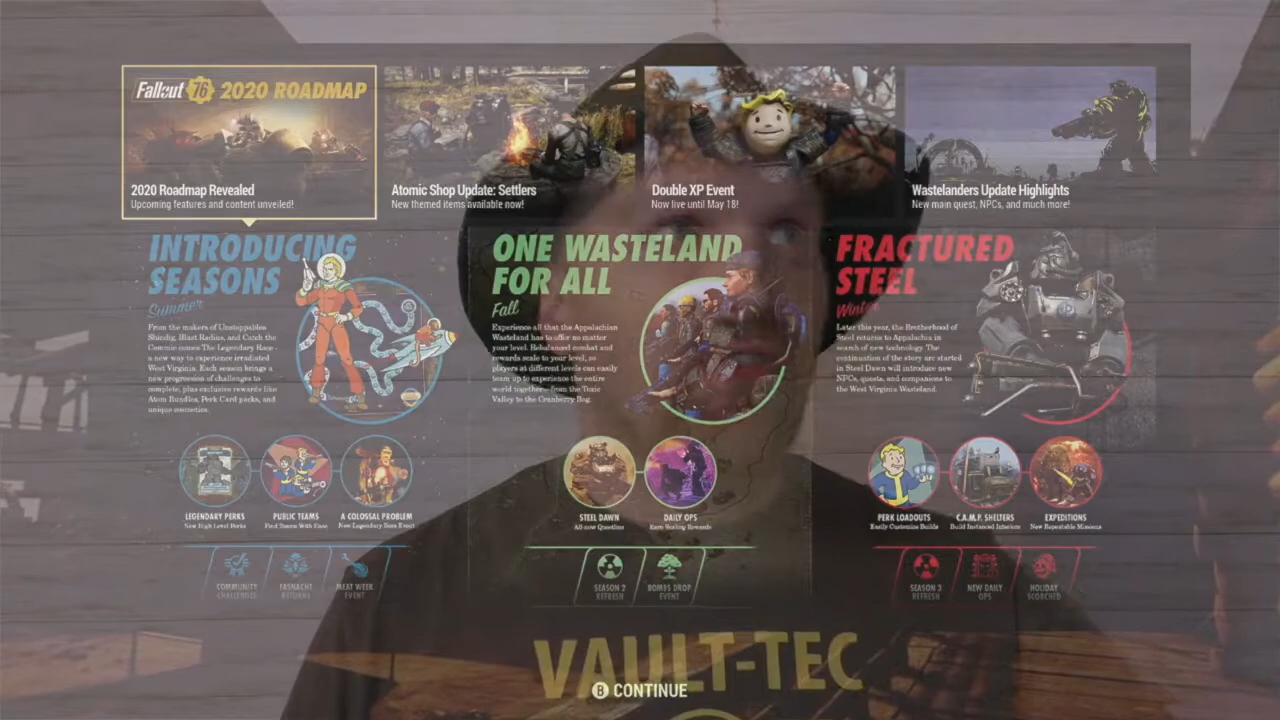 Fallout 76 2020 ROADMAP
2020 Roadmap Revealed
Upcoming features and content unveiled!
Atomic Shop Update: Settlers
New themed items available now!
Double XP Event
Now live until May 18!
Wastelanders Update Highlights
New main quest, NPCs, and much more!
INTRODUCING
SEASONS
Summer
From the makers of Unstoppables
Shindig, Blast Radius, and Catch the
Commie comes The Legendary Race -
a new way to experience irradiated
West Virginia. Each season brings a
new progression of challenges to
complete, plus exclusive rewards like
Atom Bundles, Perk Card packs, and
unique cosmetics.
LEGENDARY PERKS
New High Level Perks
PUBLIC TEAMS
Find Teams With Ease
A COLOSSAL PROBLEM
New Legendary Boss Event
COMMUNITY
CHALLENGES
FASNACHT
RETURNS
MEAT WEEK
EVENT
ONE WASTELAND
FOR ALL
Fall
Experience all that the Appalachian
Wasteland has to offer no matter
your level. Rebalanced combat and
rewards scale to your level, so
players at different levels can easily
team up to experience the entire
world together—from the Toxic
Valley to the Cranberry Bog.
STEEL DAWN
All-new Questline
DAILY OPS
Earn Waling Rewards
SEASON 2
REFRESH
BOMBS DROP
EVENT
FRACTURED
STEEL
Winter
Later this year, the Brotherhood of
Steel returns to Appalachia in
search of new technology. The
continuation of the story arc started
in Steel Dawn will introduce new
NPCs, quests, and companions to
the West Virginia Wasteland.
PERK LOADOUTS
Easily Customize Builds
C.A.M.P. SHELTERS
Build Instanced Interiors
EXPEDITIONS
New Repeatable Missions
SEASON 3
REFRESH
NEW DAILY
OPS
HOLIDAY
SCORCHED
VAULT-TEC
B CONTINUE